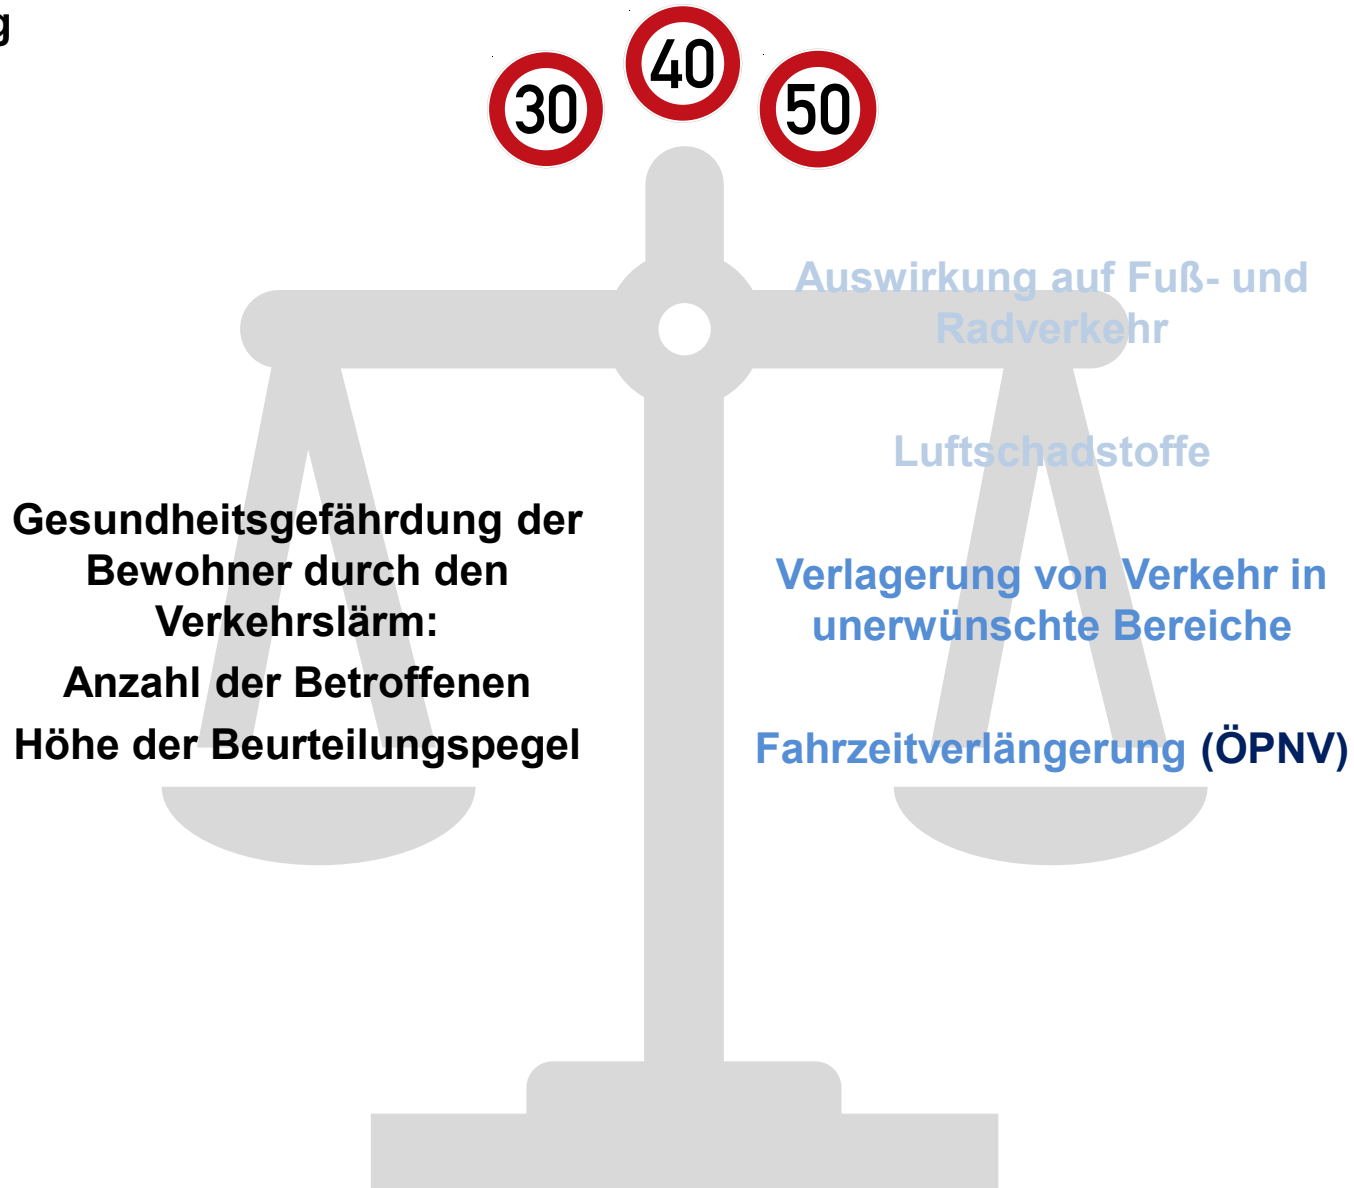 30
40
50
Auswirkung auf Fuß- und
Radverkehr
Luftschadstoffe
Gesundheitsgefährdung der
Bewohner durch den
Verkehrslärm:
Anzahl der Betroffenen
Höhe der Beurteilungspegel
Verlagerung von Verkehr in
unerwünschte Bereiche
Fahrzeitverlängerung (ÖPNV)